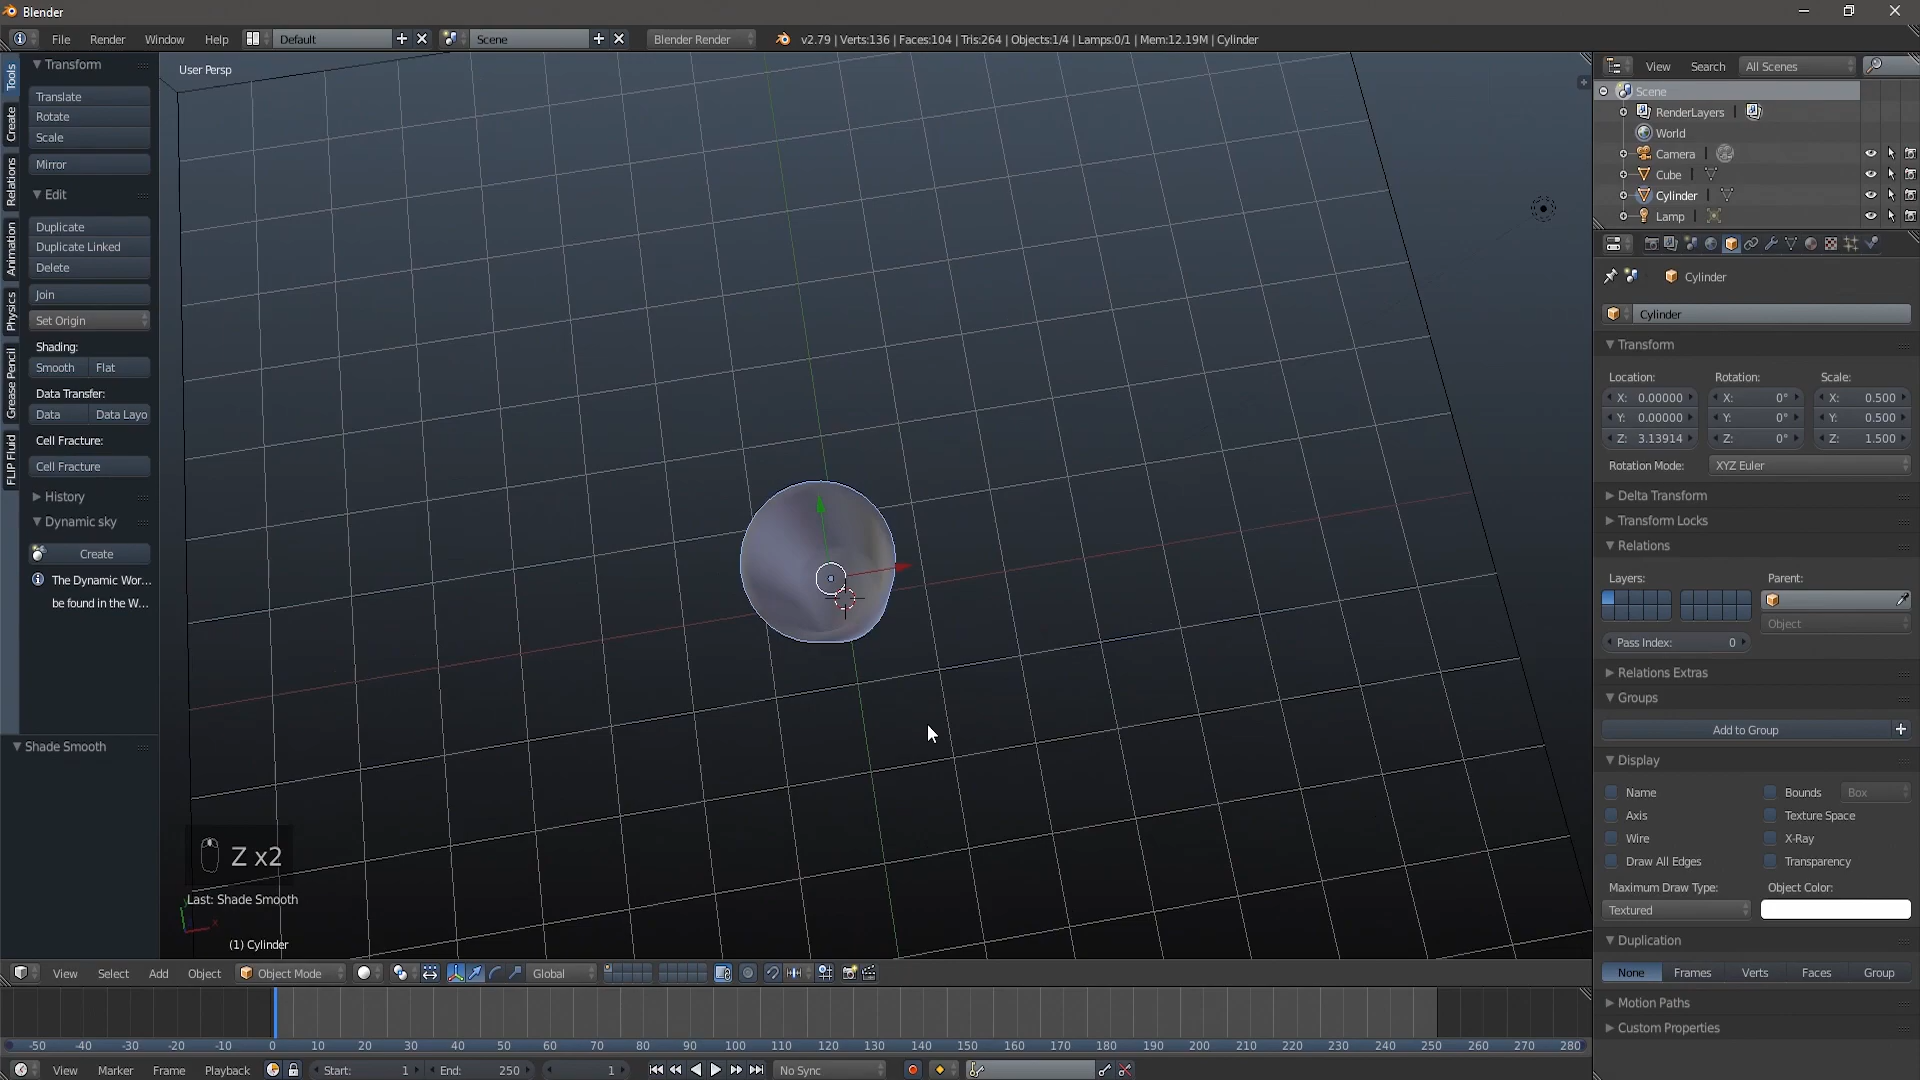 Blender
File Render Window Help Default Scene Blender Render v2.79 | Verts:136 | Faces:104 | Tris:264 | Objects:1/4 | Lamps:0/1 | Mem:12.19M | Cylinder
Tools
Create
Relations
Animation
Physics
Grease Pencil
FLIP Fluid
Transform
Translate
Rotate
Scale
Mirror
Edit
Duplicate
Duplicate Linked
Delete
Join
Set Origin
Shading:
Smooth Flat
Data Transfer:
Data Data Layo
Cell Fracture:
Cell Fracture
History
Dynamic sky
Create
The Dynamic Wor...
be found in the W...
Shade Smooth
User Persp
Z x2
Last: Shade Smooth
(1) Cylinder
View Select Add Object Object Mode Global
-50 -40 -30 -20 -10 0 10 20 30 40 50 60 70 80 90 100 110 120 130 140 150 160 170 180 190 200 210 220 230 240 250 260 270 280
View Marker Frame Playback Start: 1 End: 250 1 No Sync
View Search All Scenes
Scene
RenderLayers |
World
Camera |
Cube |
Cylinder |
Lamp |
Cylinder
Cylinder
Transform
Location: Rotation: Scale:
X: 0.00000 X: 0° X: 0.500
Y: 0.00000 Y: 0° Y: 0.500
Z: 3.13914 Z: 0° Z: 1.500
Rotation Mode: XYZ Euler
Delta Transform
Transform Locks
Relations
Layers: Parent:
Object
Pass Index: 0
Relations Extras
Groups
Add to Group
Display
Name Bounds Box
Axis Texture Space
Wire X-Ray
Draw All Edges Transparency
Maximum Draw Type: Object Color:
Textured
Duplication
None Frames Verts Faces Group
Motion Paths
Custom Properties